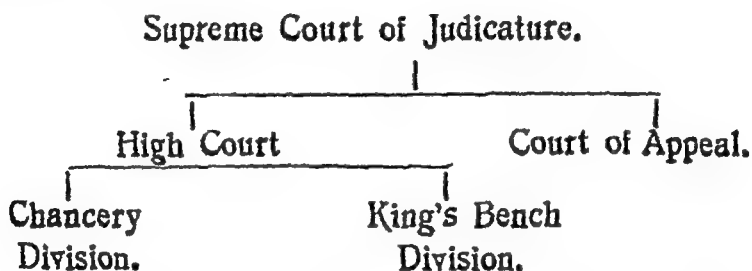 Supreme Court of Judicature.
High Court Court of Appeal.
Chancery King's Bench
Division. Division.